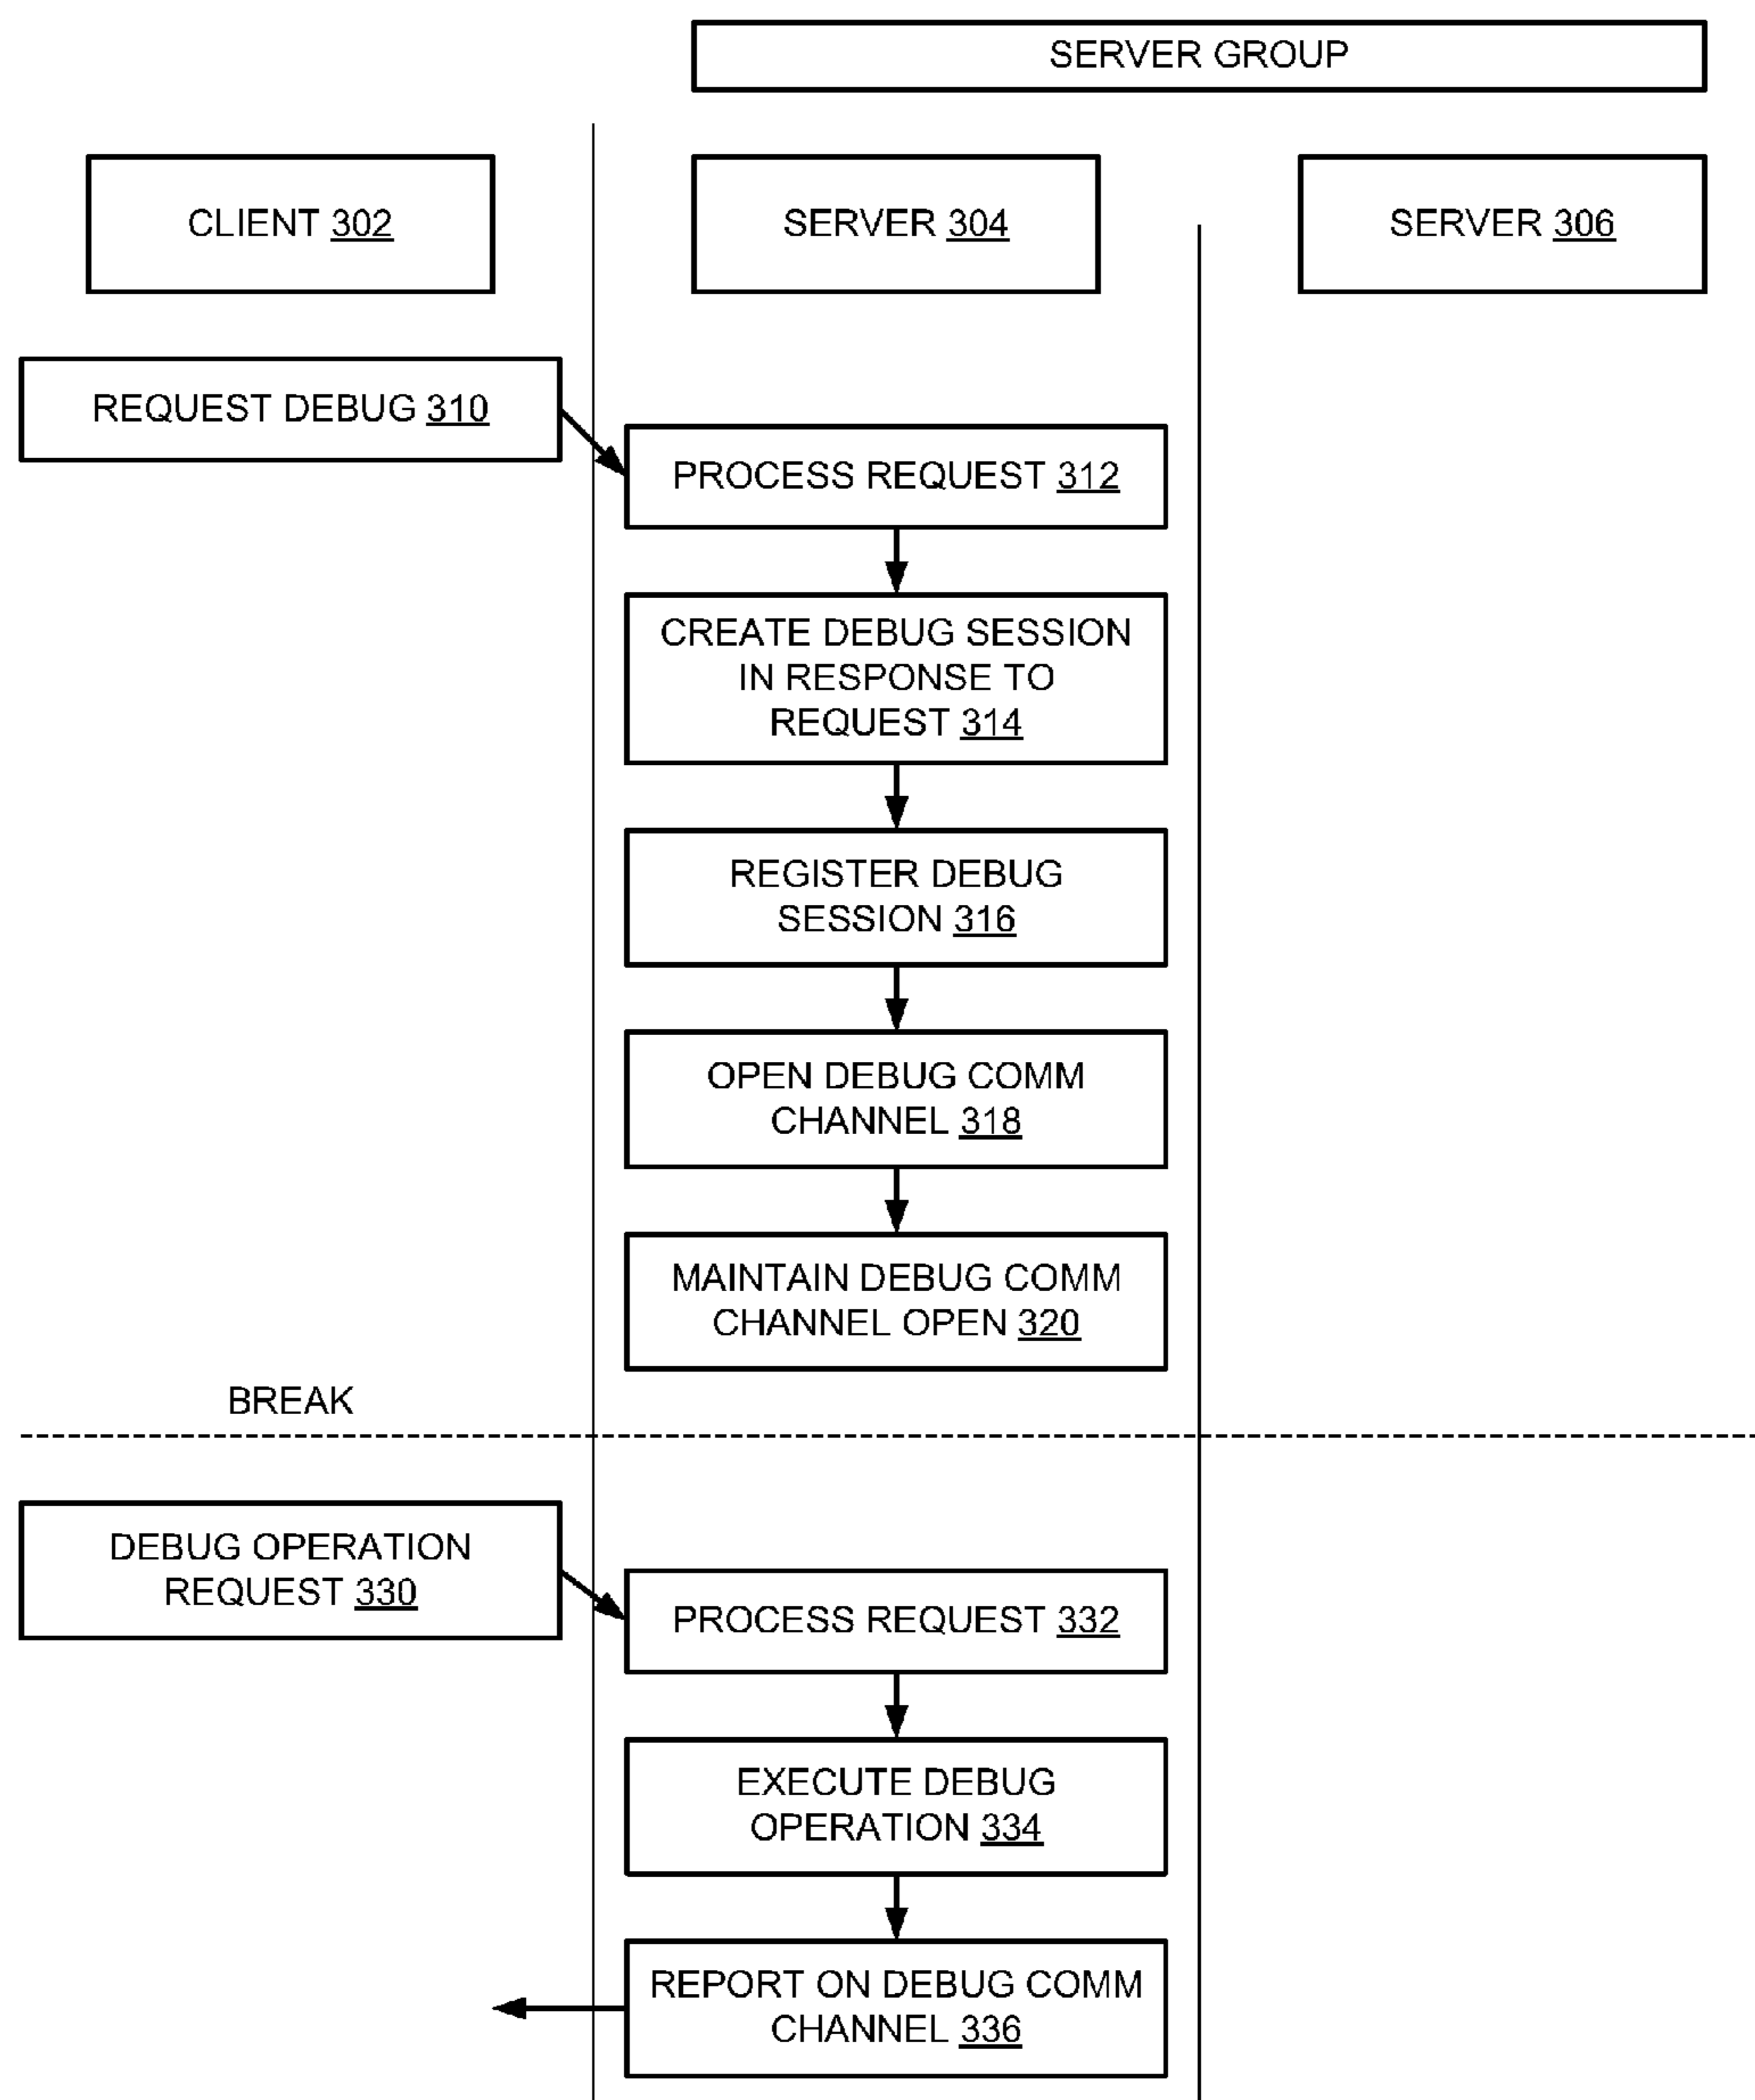 SERVER GROUP
CLIENT 302
SERVER 304
SERVER 306
REQUEST DEBUG 310
PROCESS REQUEST 312
CREATE DEBUG SESSION
IN RESPONSE TO
REQUEST 314
REGISTER DEBUG
SESSION 316
OPEN DEBUG COMM
CHANNEL 318
MAINTAIN DEBUG COMM
CHANNEL OPEN 320
BREAK
DEBUG OPERATION
REQUEST 330
PROCESS REQUEST 332
EXECUTE DEBUG
OPERATION 334
REPORT ON DEBUG COMM
CHANNEL 336